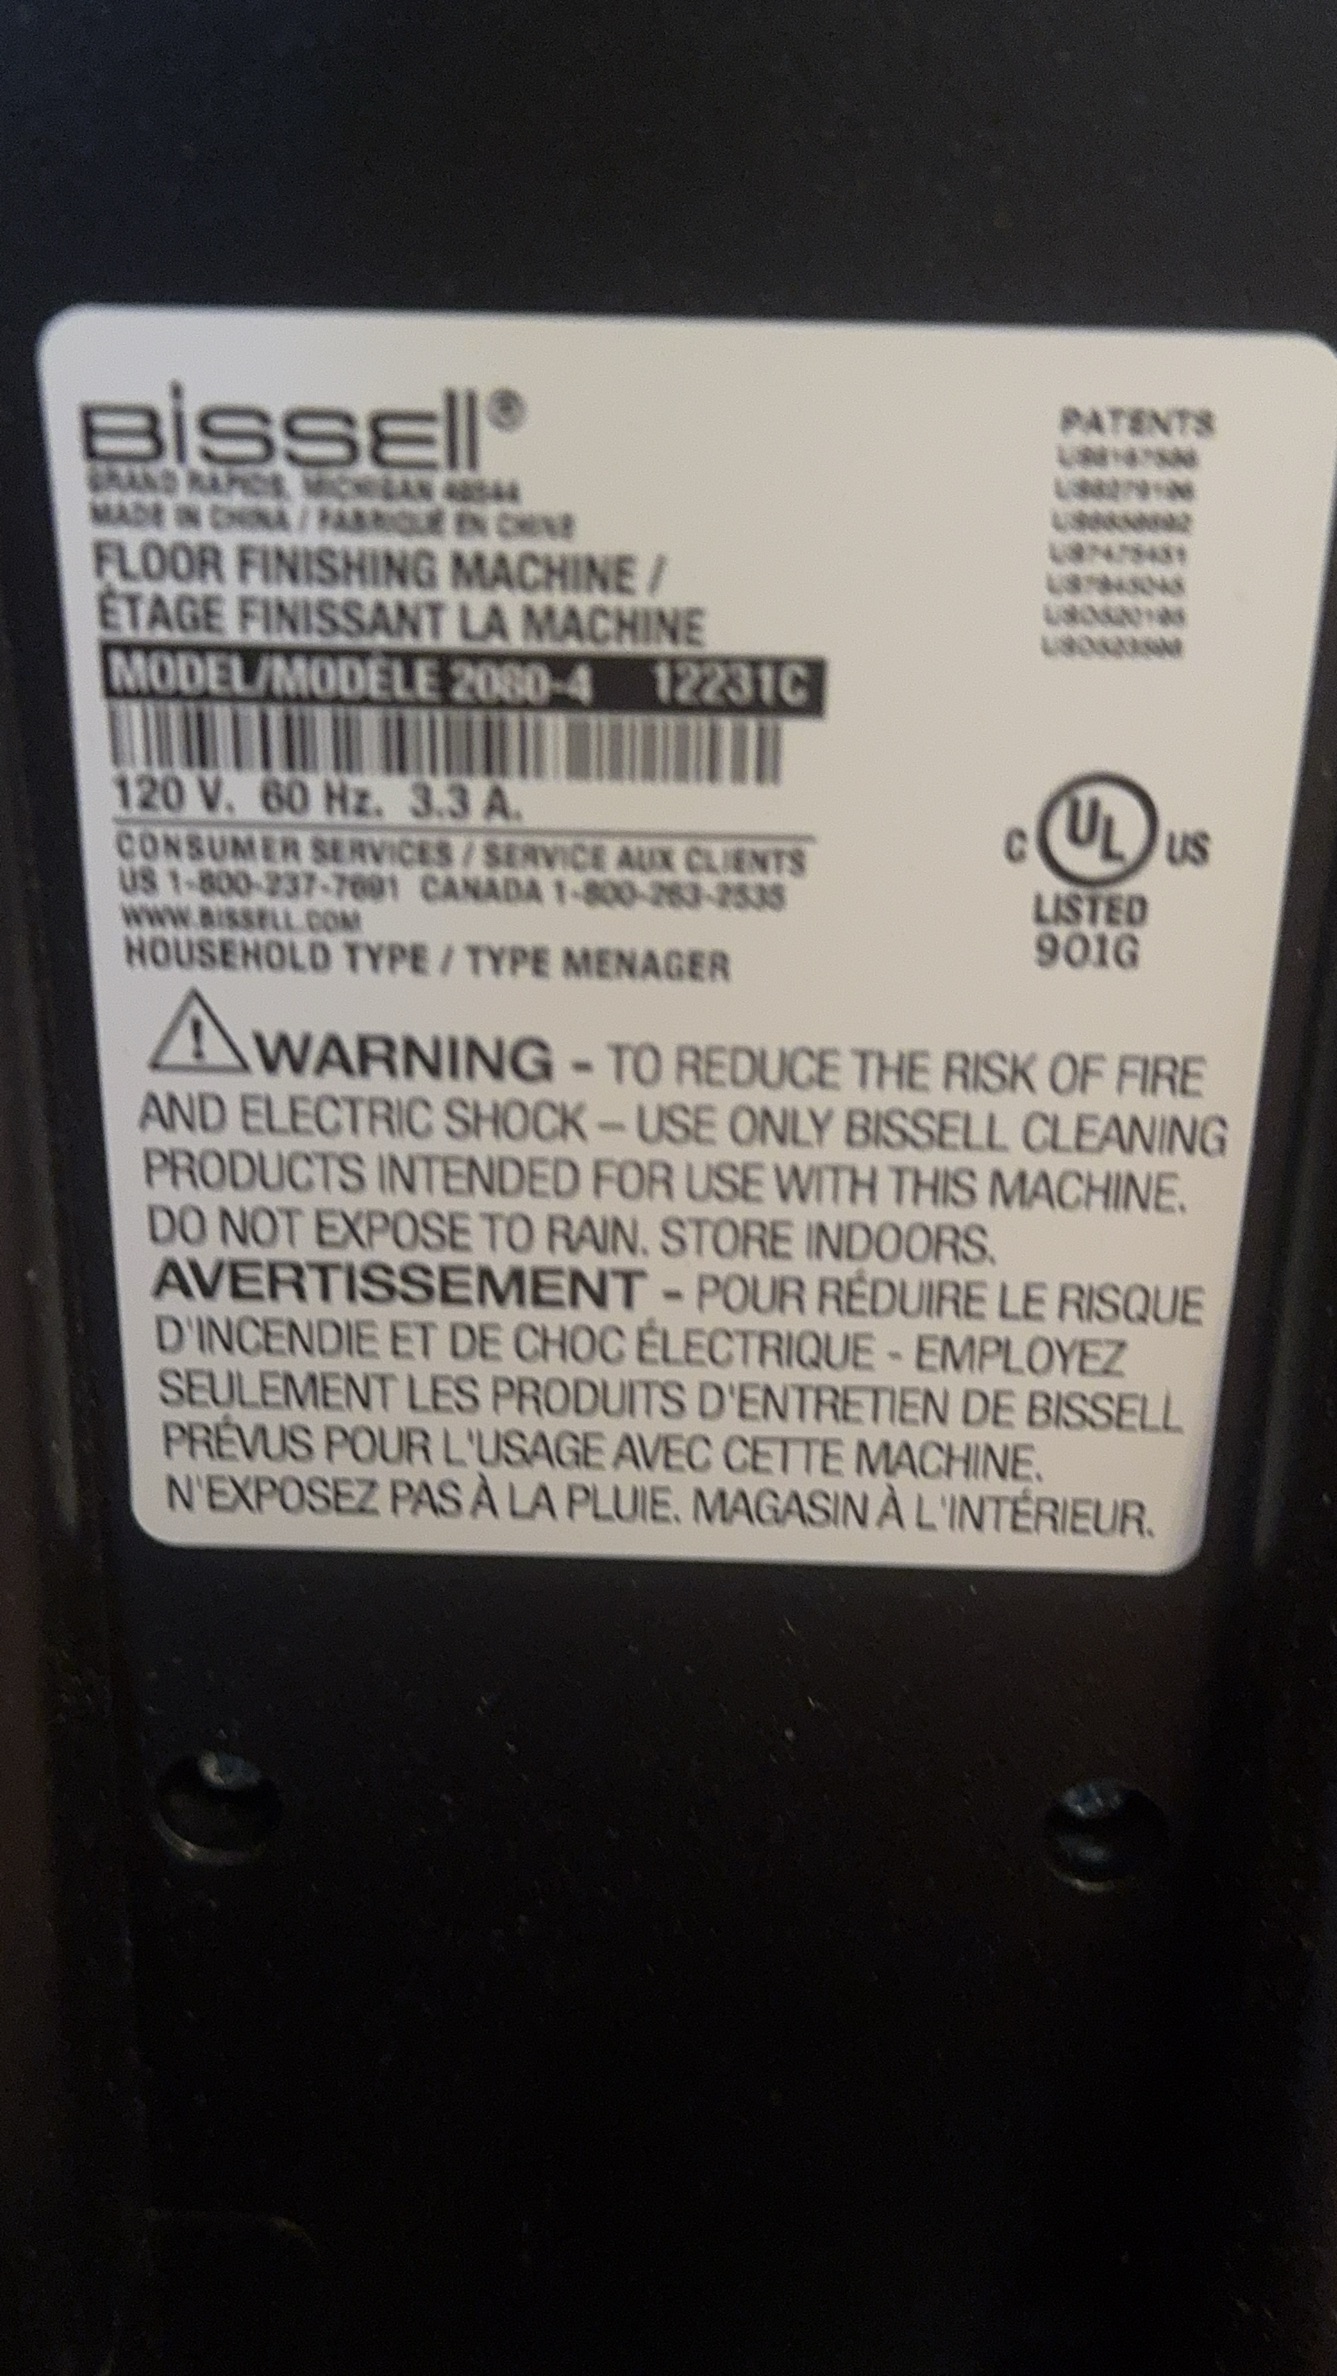 BISSELL®
GRAND RAPIDS, MICHIGAN 49544
MADE IN CHINA / FABRIQUÉ EN CHINE
FLOOR FINISHING MACHINE /
ÉTAGE FINISSANT LA MACHINE
MODEL/MODÈLE 2080-4 12231C
120 V. 60 Hz. 3.3 A.
CONSUMER SERVICES / SERVICE AUX CLIENTS
US 1-800-237-7691 CANADA 1-800-263-2535
WWW.BISSELL.COM
HOUSEHOLD TYPE / TYPE MENAGER
PATENTS
C UL US
LISTED
901G
WARNING - TO REDUCE THE RISK OF FIRE
AND ELECTRIC SHOCK – USE ONLY BISSELL CLEANING
PRODUCTS INTENDED FOR USE WITH THIS MACHINE.
DO NOT EXPOSE TO RAIN. STORE INDOORS.
AVERTISSEMENT - POUR RÉDUIRE LE RISQUE
D'INCENDIE ET DE CHOC ÉLECTRIQUE - EMPLOYEZ
SEULEMENT LES PRODUITS D'ENTRETIEN DE BISSELL
PRÉVUS POUR L'USAGE AVEC CETTE MACHINE.
N'EXPOSEZ PAS À LA PLUIE. MAGASIN À L'INTÉRIEUR.